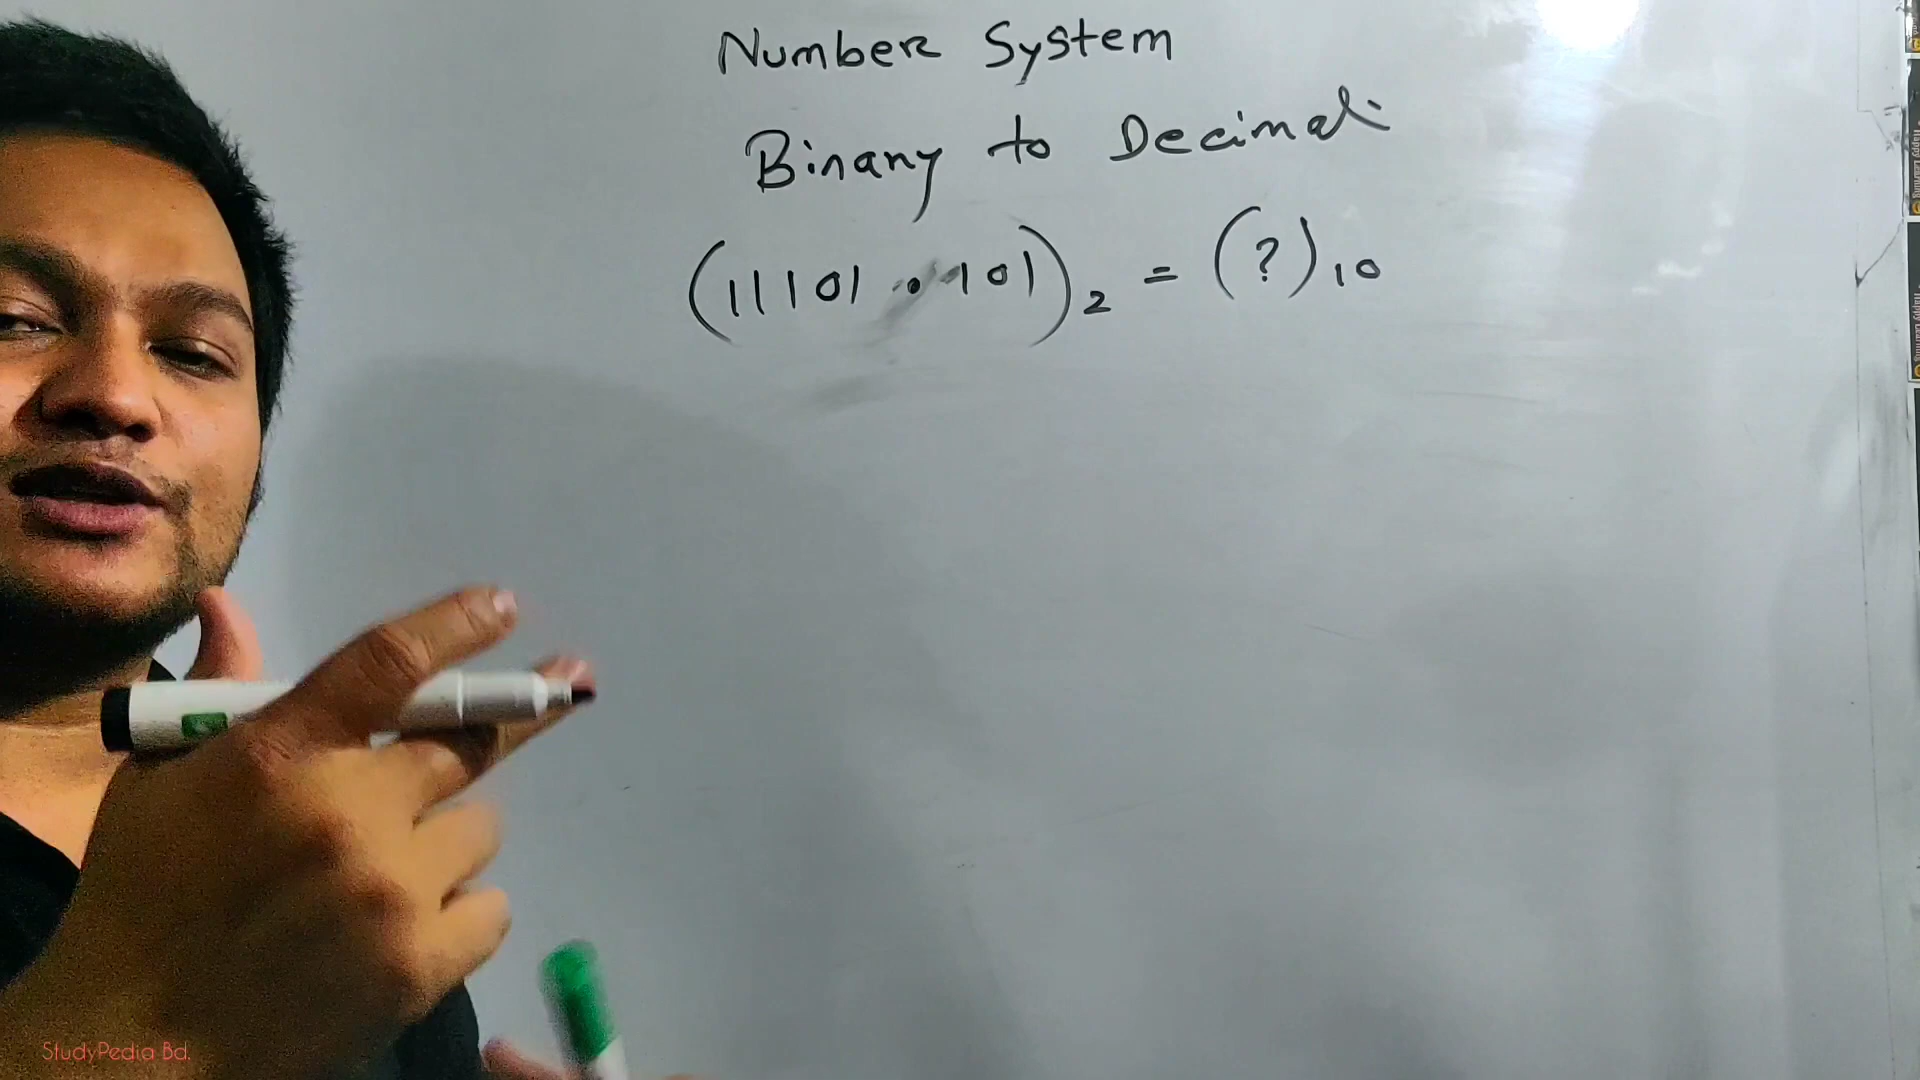 Number System
Binary to Decimal
(11101.101)₂ = (?)₁₀
StudyPedia Bd.